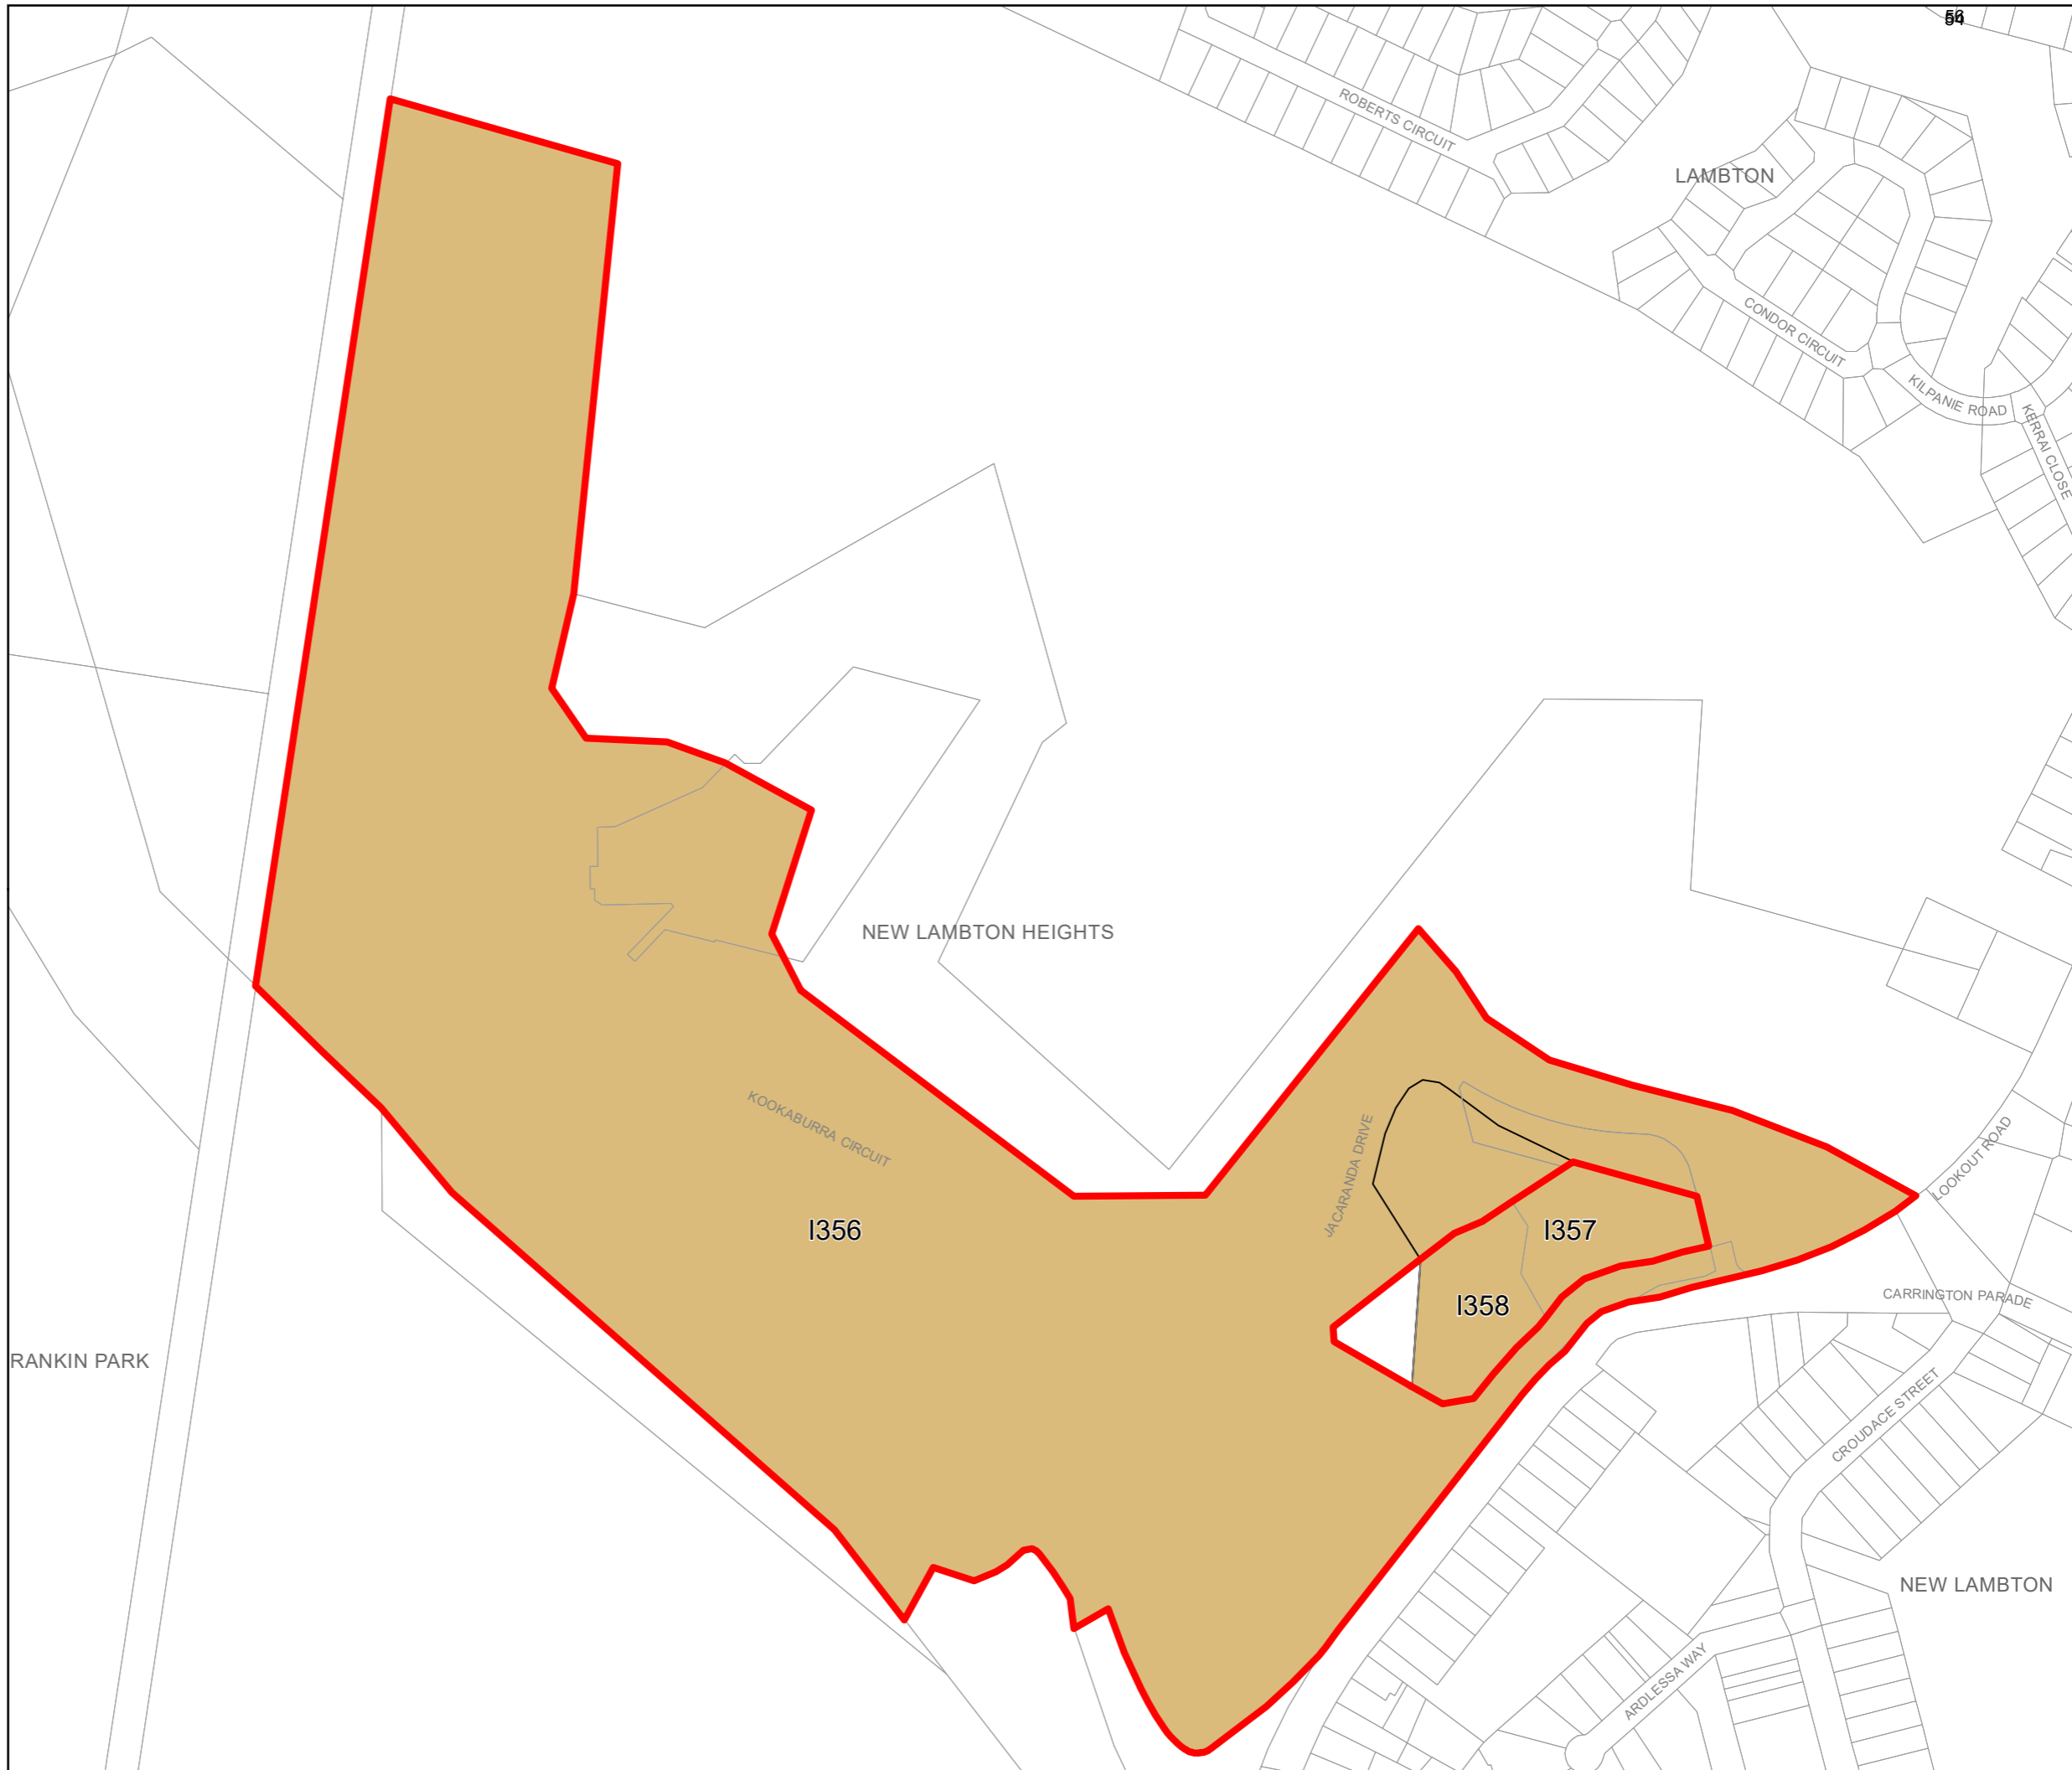 ROBERTS CIRCUIT
LAMBTON
CONDOR CIRCUIT
KILPANIE ROAD
KERRAI CLOSE
NEW LAMBTON HEIGHTS
KOOKABURRA CIRCUIT
JACARANDA DRIVE
LOOKOUT ROAD
I356
I357
I358
CARRINGTON PARADE
RANKIN PARK
CROUDACE STREET
NEW LAMBTON
ARDLESSA WAY